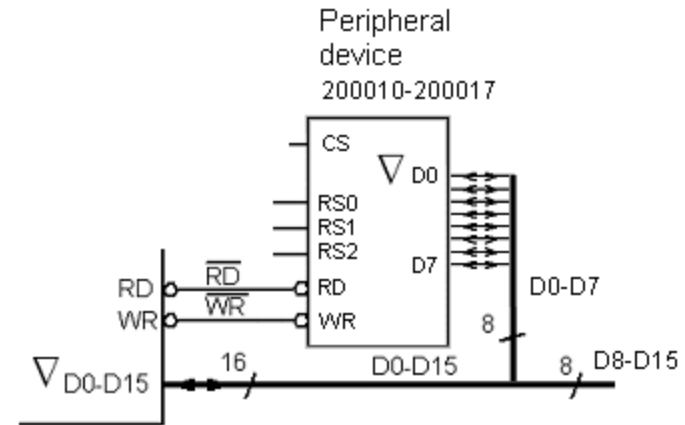 Peripheral
device
200010-200017
CS
D0
RS0
RS1
RS2
D7
RD
RD
RD
D0-D7
WR
WR
WR
8
D0-D15
16
D0-D15
8
D8-D15